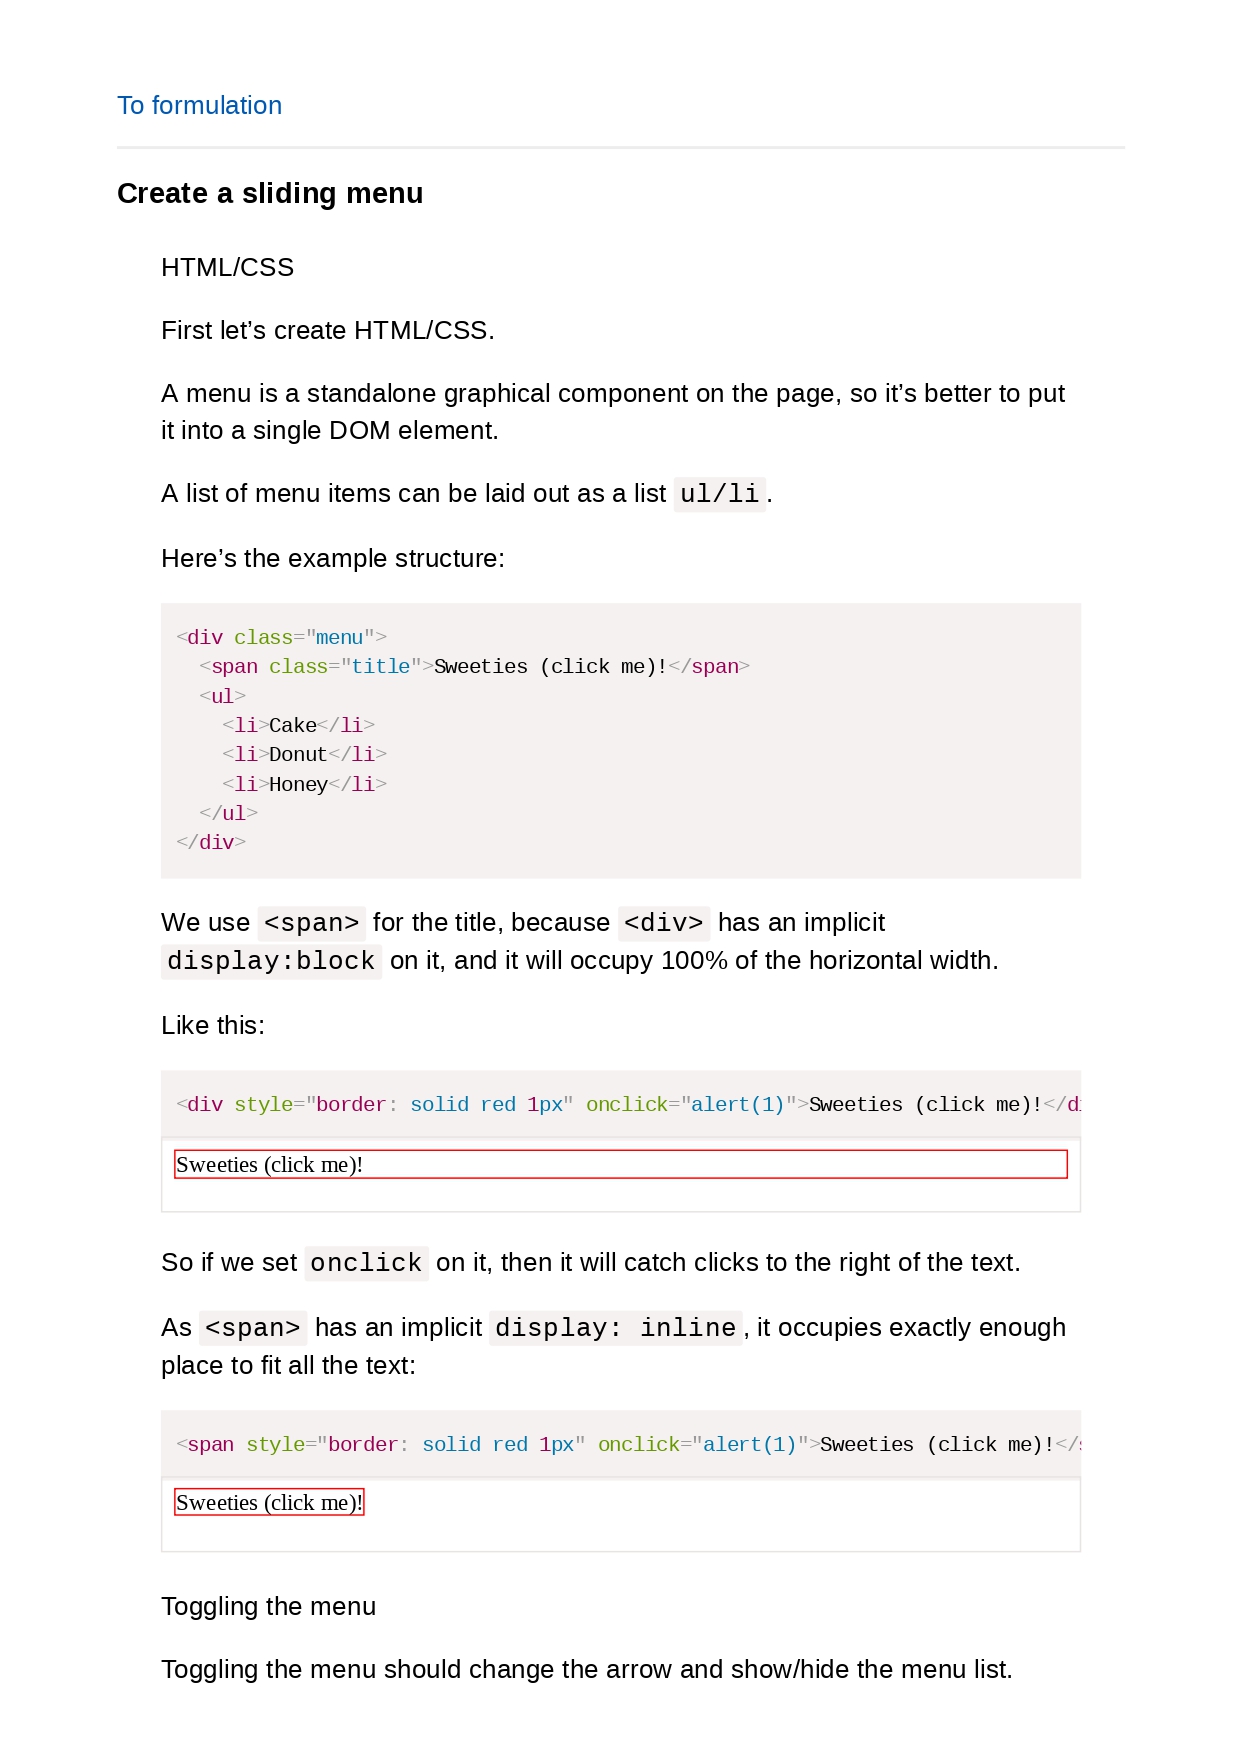 To formulation
Create a sliding menu
HTML/CSS
First let’s create HTML/CSS.
A menu is a standalone graphical component on the page, so it’s better to put
it into a single DOM element.
A list of menu items can be laid out as a list ul/li.
Here’s the example structure:
<div class="menu">
  <span class="title">Sweeties (click me)!</span>
  <ul>
    <li>Cake</li>
    <li>Donut</li>
    <li>Honey</li>
  </ul>
</div>
We use <span> for the title, because <div> has an implicit
display:block on it, and it will occupy 100% of the horizontal width.
Like this:
<div style="border: solid red 1px" onclick="alert(1)">Sweeties (click me)!</di
Sweeties (click me)!
So if we set onclick on it, then it will catch clicks to the right of the text.
As <span> has an implicit display: inline, it occupies exactly enough
place to fit all the text:
<span style="border: solid red 1px" onclick="alert(1)">Sweeties (click me)!</s
Sweeties (click me)!
Toggling the menu
Toggling the menu should change the arrow and show/hide the menu list.